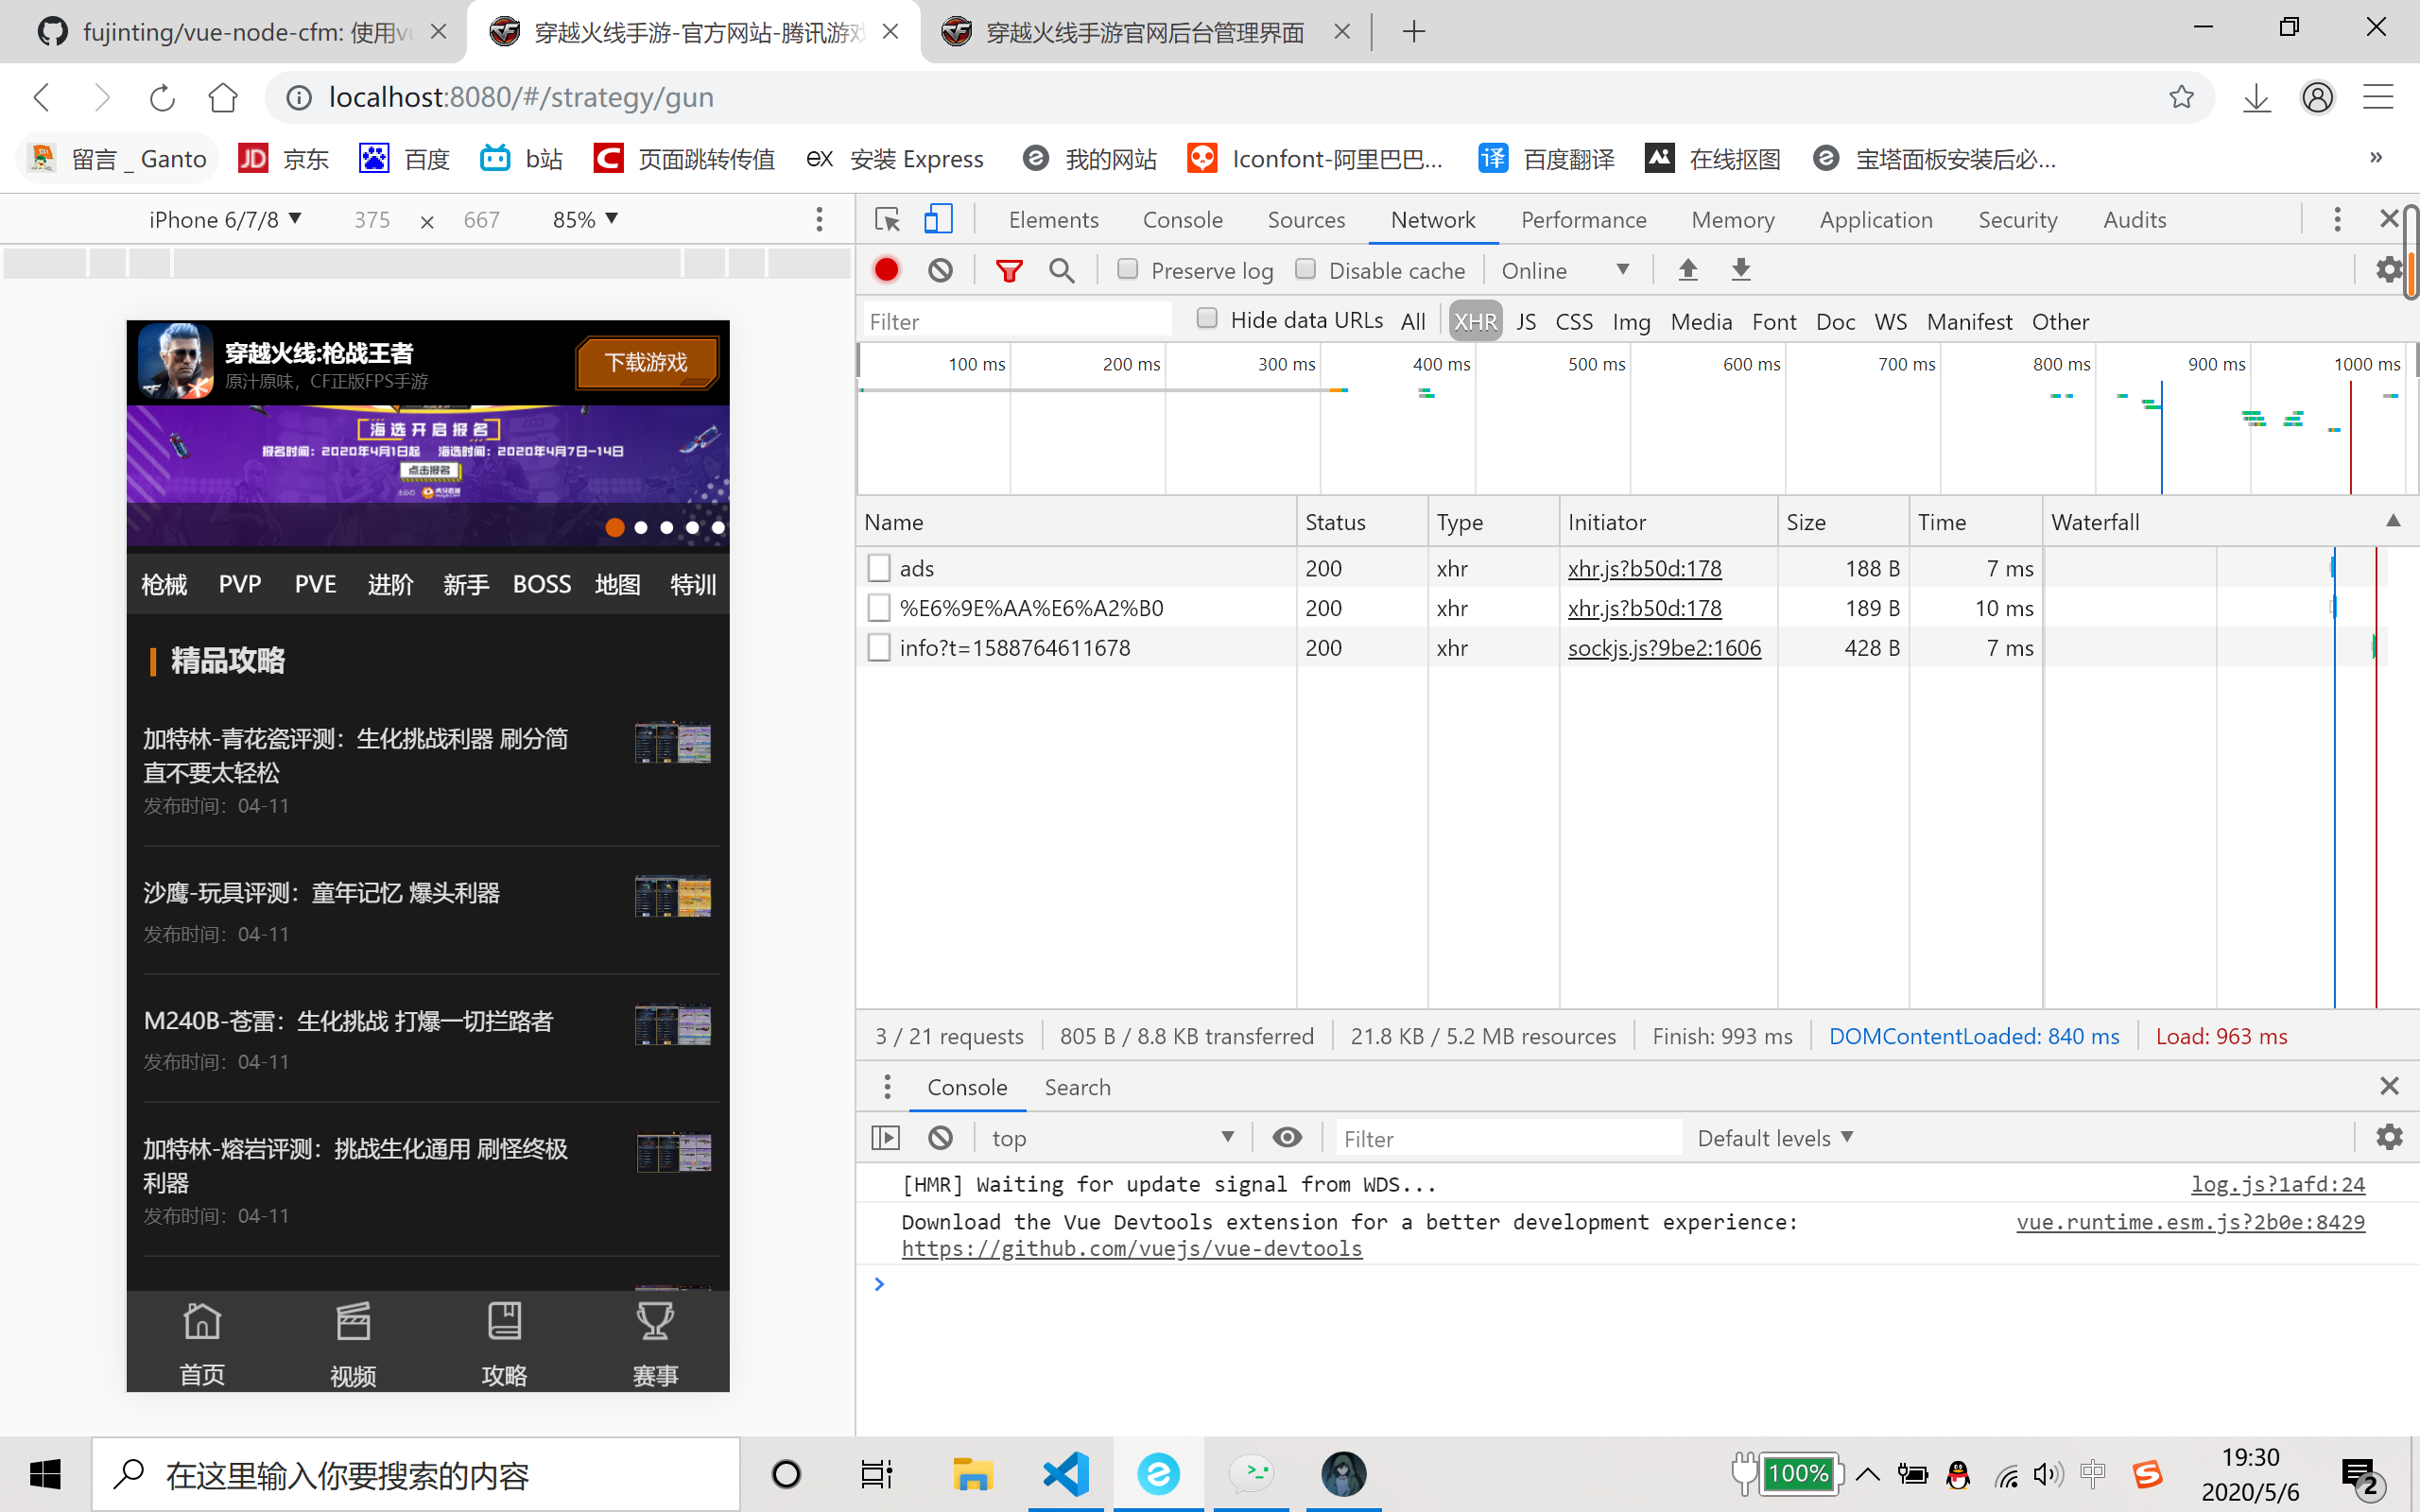 fujinting/vue-node-cfm: 使用vu
穿越火线手游-官方网站-腾讯游戏
穿越火线手游官网后台管理界面
localhost:8080/#/strategy/gun
留言 _ Ganto
京东
百度
b站
页面跳转传值
安装 Express
我的网站
Iconfont-阿里巴巴...
百度翻译
在线抠图
宝塔面板安装后必...
»
iPhone 6/7/8
375 × 667
85%
Elements
Console
Sources
Network
Performance
Memory
Application
Security
Audits
Preserve log
Disable cache
Online
Filter
Hide data URLs
All
XHR
JS
CSS
Img
Media
Font
Doc
WS
Manifest
Other
100 ms
200 ms
300 ms
400 ms
500 ms
600 ms
700 ms
800 ms
900 ms
1000 ms
Name Status Type Initiator Size Time Waterfall
ads 200 xhr xhr.js?b50d:178 188 B 7 ms
%E6%9E%AA%E6%A2%B0 200 xhr xhr.js?b50d:178 189 B 10 ms
info?t=1588764611678 200 xhr sockjs.js?9be2:1606 428 B 7 ms
3 / 21 requests
805 B / 8.8 KB transferred
21.8 KB / 5.2 MB resources
Finish: 993 ms
DOMContentLoaded: 840 ms
Load: 963 ms
Console
Search
top
Filter
Default levels
[HMR] Waiting for update signal from WDS...
log.js?1afd:24
Download the Vue Devtools extension for a better development experience:
vue.runtime.esm.js?2b0e:8429
https://github.com/vuejs/vue-devtools
穿越火线:枪战王者
原汁原味，CF正版FPS手游
下载游戏
海选开启报名
报名时间：2020年4月1日起 海选时间：2020年4月7日-14日
点击报名
枪械 PVP PVE 进阶 新手 BOSS 地图 特训
精品攻略
加特林-青花瓷评测：生化挑战利器 刷分简
直不要太轻松
发布时间：04-11
沙鹰-玩具评测：童年记忆 爆头利器
发布时间：04-11
M240B-苍雷：生化挑战 打爆一切拦路者
发布时间：04-11
加特林-熔岩评测：挑战生化通用 刷怪终极
利器
发布时间：04-11
首页 视频 攻略 赛事
在这里输入你要搜索的内容
100%
中
19:30
2020/5/6
2